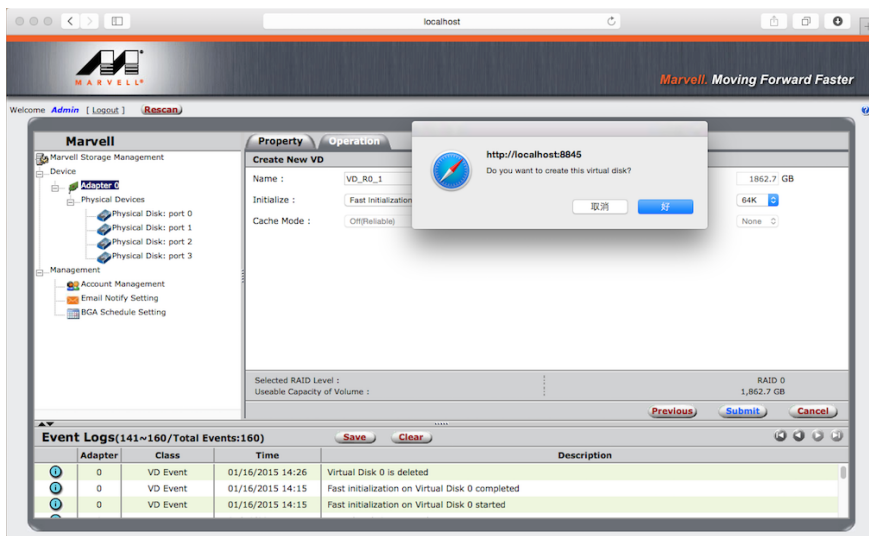 localhost
MARVELL®
Marvell. Moving Forward Faster
Welcome Admin [ Logout ] Rescan
Marvell
Marvell Storage Management
Device
Adapter 0
Physical Devices
Physical Disk: port 0
Physical Disk: port 1
Physical Disk: port 2
Physical Disk: port 3
Management
Account Management
Email Notify Setting
BGA Schedule Setting
Property Operation
Create New VD
Name : VD_R0_1 1862.7 GB
Initialize : Fast Initialization 64K
Cache Mode : Off(Reliable) None
http://localhost:8845
Do you want to create this virtual disk?
取消 好
Selected RAID Level : RAID 0
Useable Capacity of Volume : 1,862.7 GB
Previous Submit Cancel
Event Logs(141~160/Total Events:160) Save Clear
Adapter Class Time Description
0 VD Event 01/16/2015 14:26 Virtual Disk 0 is deleted
0 VD Event 01/16/2015 14:15 Fast initialization on Virtual Disk 0 completed
0 VD Event 01/16/2015 14:15 Fast initialization on Virtual Disk 0 started